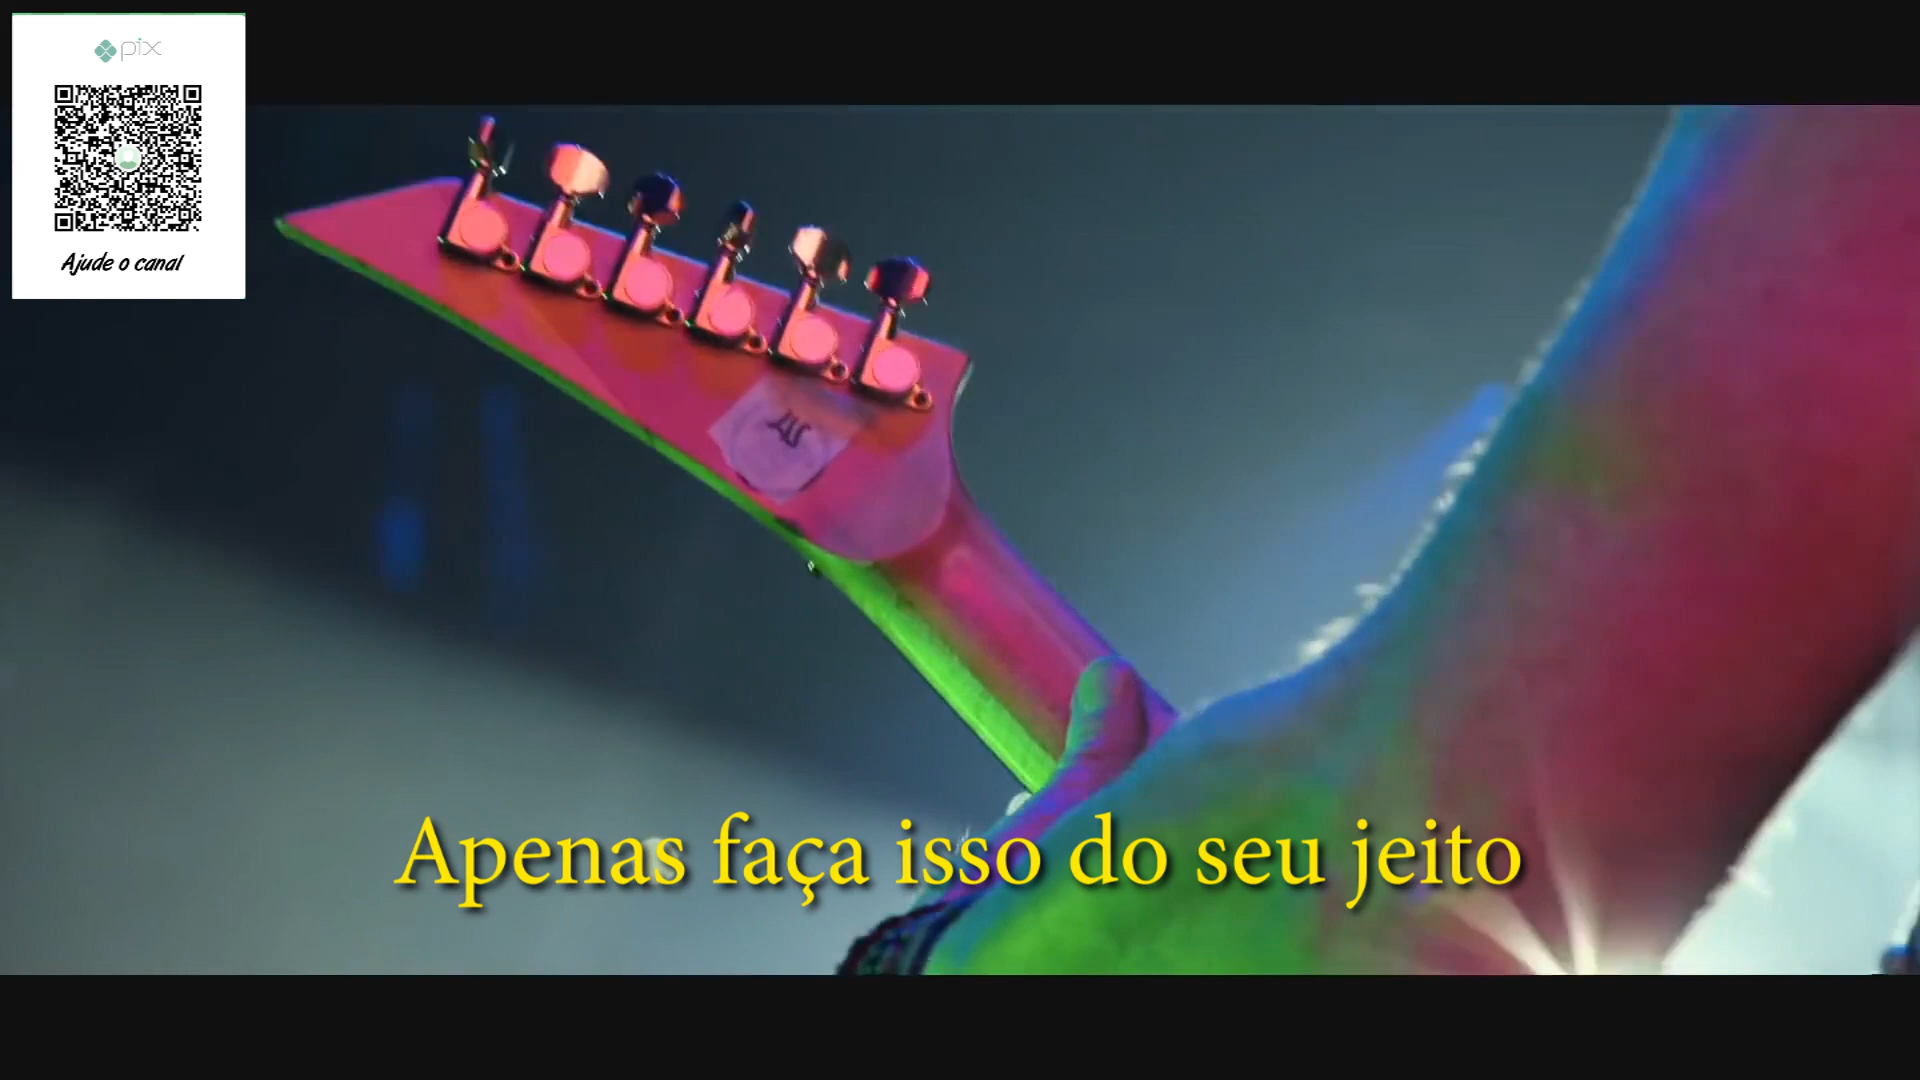 pix
Ajude o canal
Apenas faça isso do seu jeito